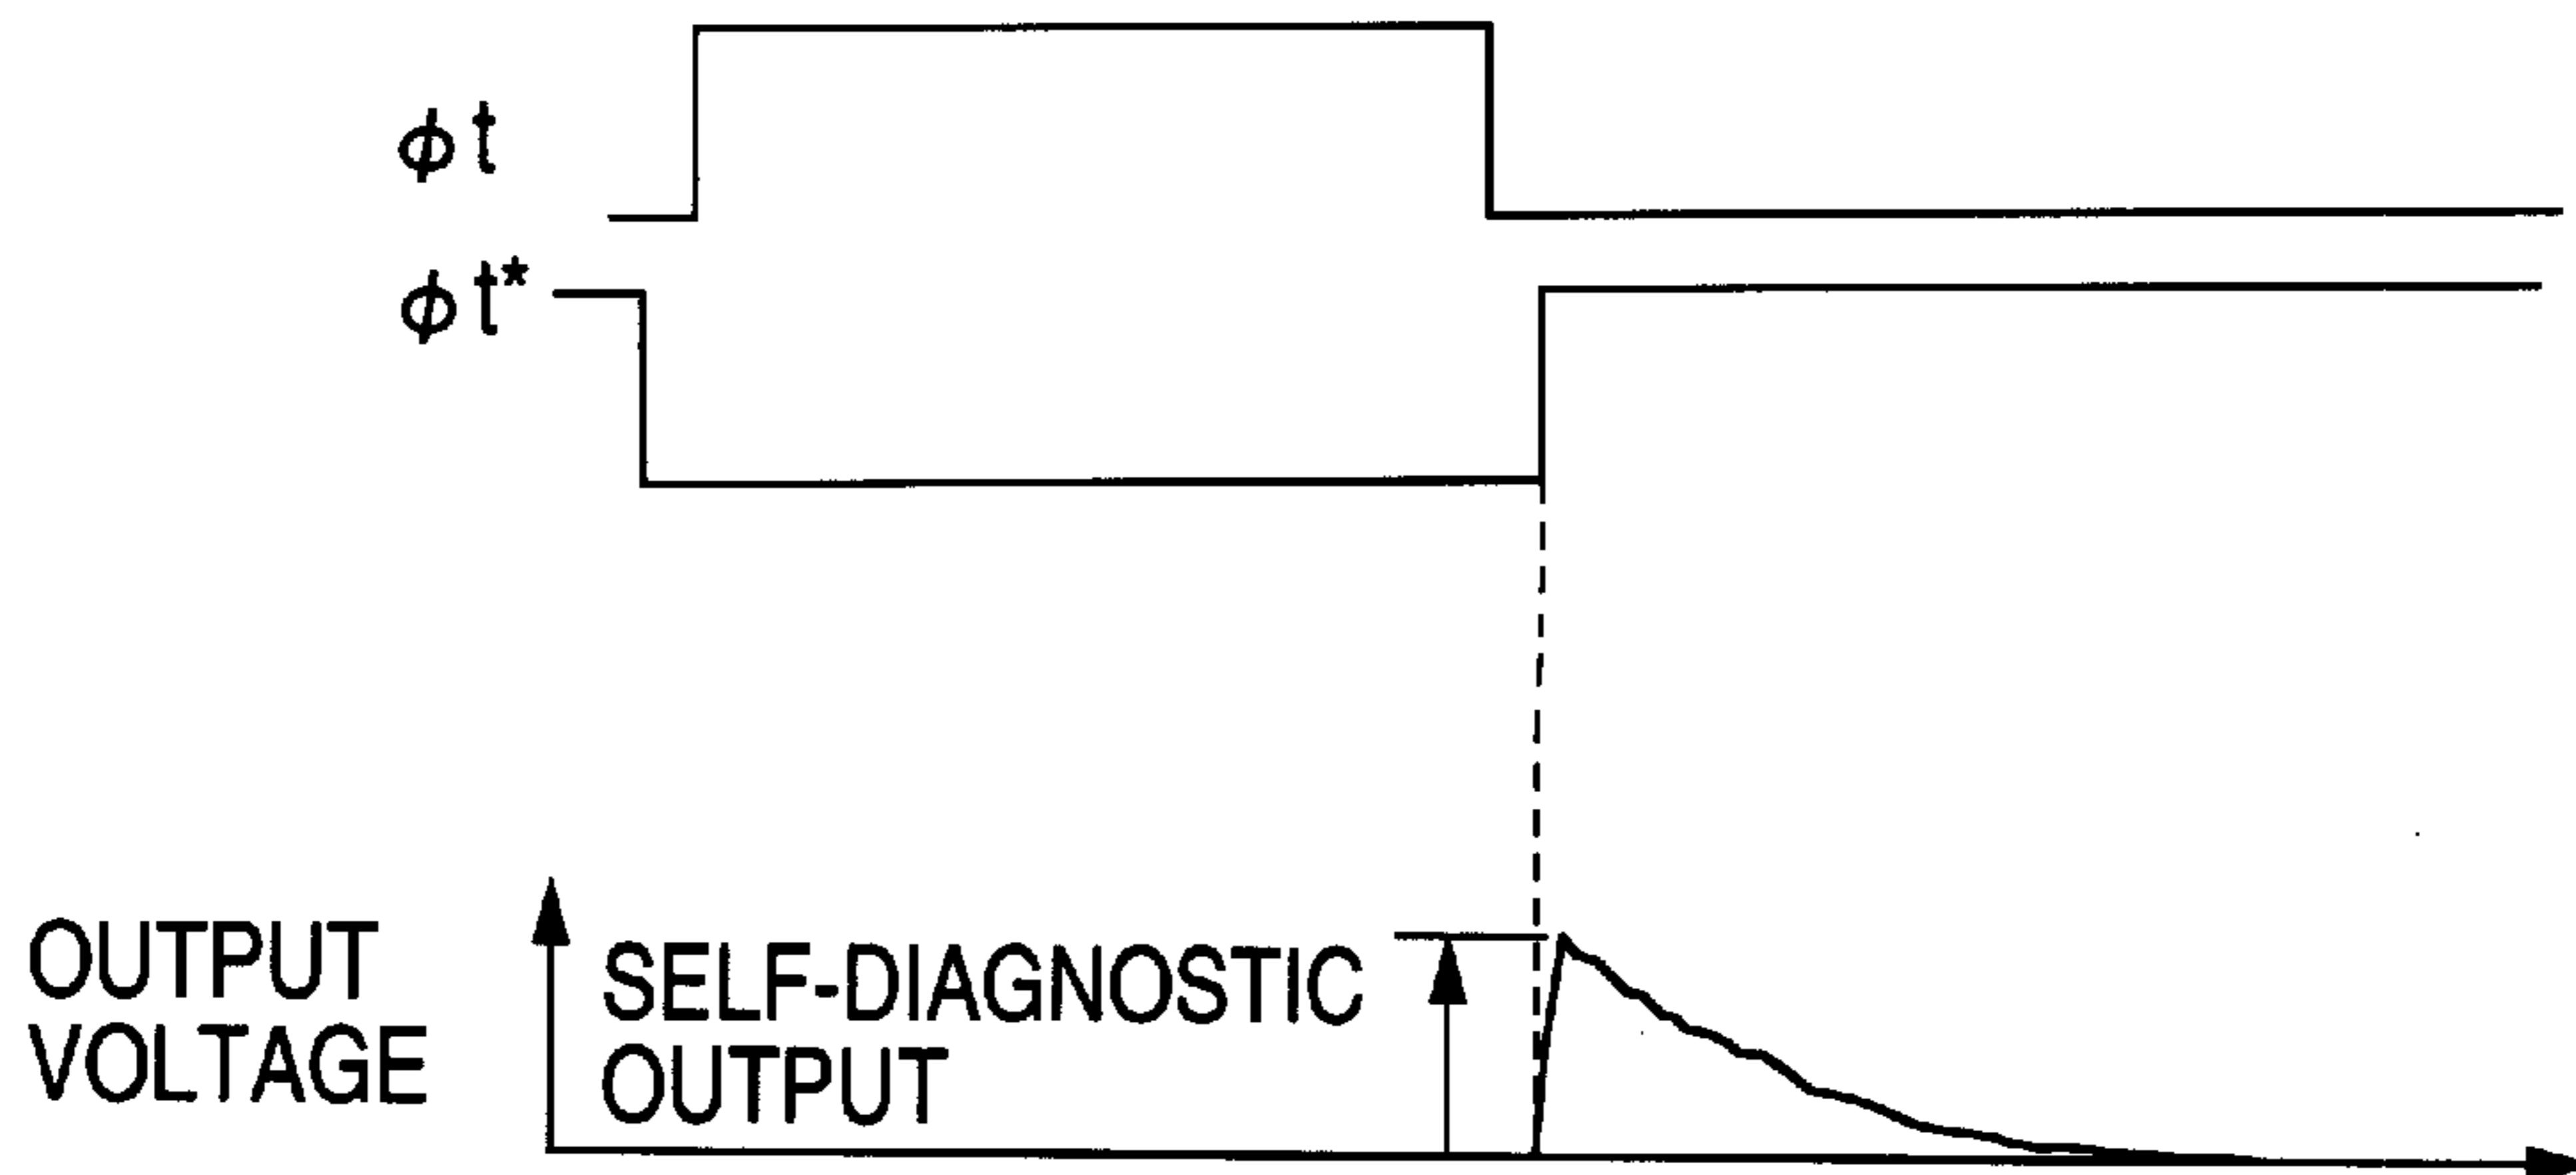 ϕt
ϕt*
OUTPUT
VOLTAGE
SELF-DIAGNOSTIC
OUTPUT